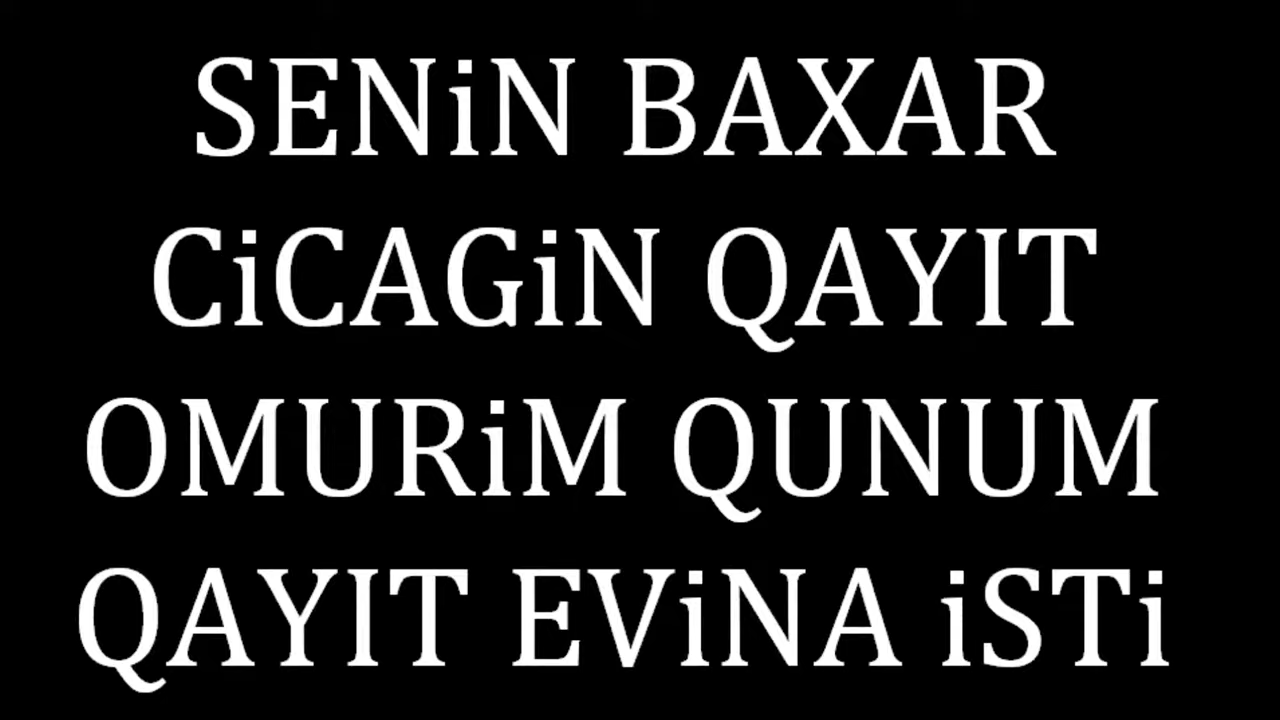 SENiN BAXAR
CiCAGiN QAYIT
OMURiM QUNUM
QAYIT EViNA iSTi